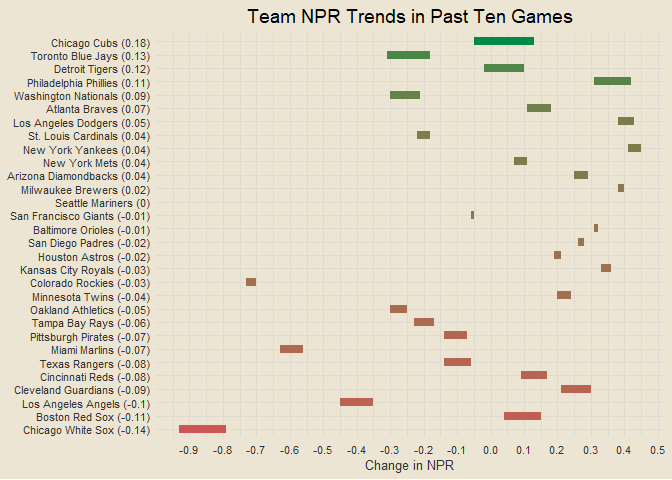 Team NPR Trends in Past Ten Games
Chicago Cubs (0.18)
Toronto Blue Jays (0.13)
Detroit Tigers (0.12)
Philadelphia Phillies (0.11)
Washington Nationals (0.09)
Atlanta Braves (0.07)
Los Angeles Dodgers (0.05)
St. Louis Cardinals (0.04)
New York Yankees (0.04)
New York Mets (0.04)
Arizona Diamondbacks (0.04)
Milwaukee Brewers (0.02)
Seattle Mariners (0)
San Francisco Giants (-0.01)
Baltimore Orioles (-0.01)
San Diego Padres (-0.02)
Houston Astros (-0.02)
Kansas City Royals (-0.03)
Colorado Rockies (-0.03)
Minnesota Twins (-0.04)
Oakland Athletics (-0.05)
Tampa Bay Rays (-0.06)
Pittsburgh Pirates (-0.07)
Miami Marlins (-0.07)
Texas Rangers (-0.08)
Cincinnati Reds (-0.08)
Cleveland Guardians (-0.09)
Los Angeles Angels (-0.1)
Boston Red Sox (-0.11)
Chicago White Sox (-0.14)
-0.9 -0.8 -0.7 -0.6 -0.5 -0.4 -0.3 -0.2 -0.1 0.0 0.1 0.2 0.3 0.4 0.5
Change in NPR